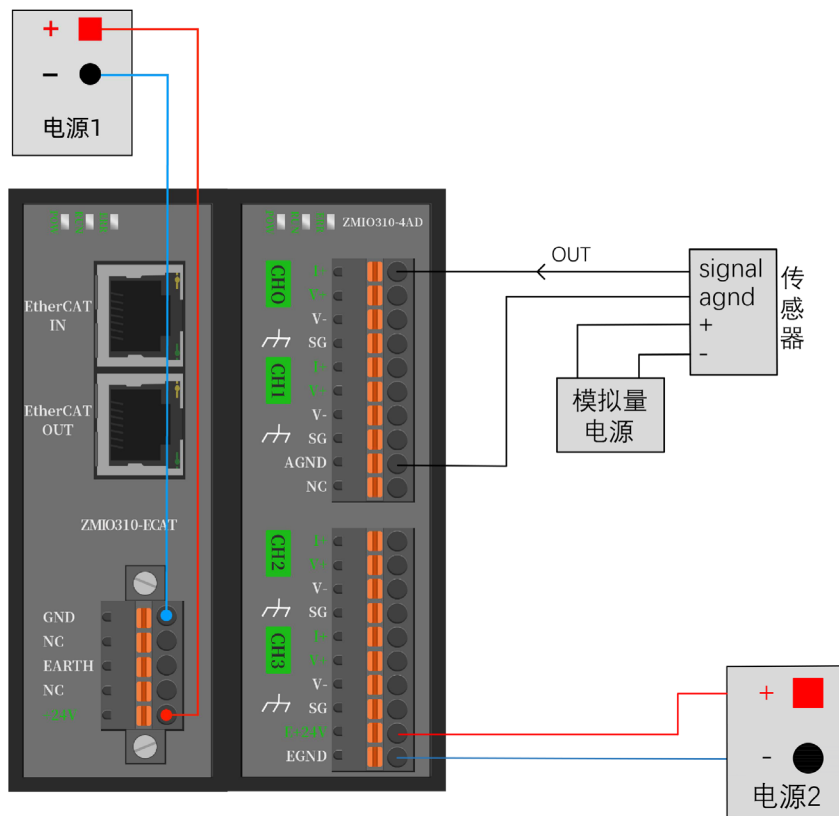 +
−
电源1
ZMIO310-4AD
EtherCAT
IN
EtherCAT
OUT
ZMIO310-ECAT
GND
NC
EARTH
NC
CH0
I+
V+
V-
SG
CH1
I+
V+
V-
SG
AGND
NC
CH2
I+
V+
V-
SG
CH3
I+
V+
V-
SG
E+24V
EGND
OUT
signal
agnd
+
-
传感器
模拟量
电源
+
-
电源2